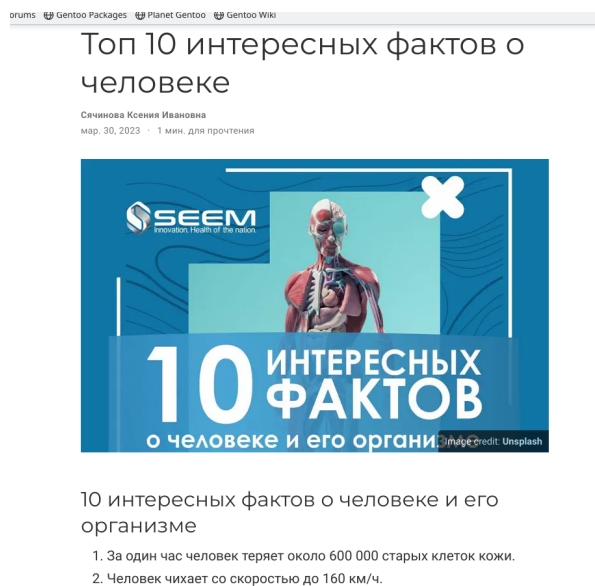 orums Gentoo Packages Planet Gentoo Gentoo Wiki
Топ 10 интересных фактов о
человеке
Сячинова Ксения Ивановна
мар. 30, 2023 · 1 мин. для прочтения
SEEM
Innovation. Health of the nation.
10 ИНТЕРЕСНЫХ
ФАКТОВ
о человеке и его организме
Image credit: Unsplash
10 интересных фактов о человеке и его
организме
1. За один час человек теряет около 600 000 старых клеток кожи.
2. Человек чихает со скоростью до 160 км/ч.